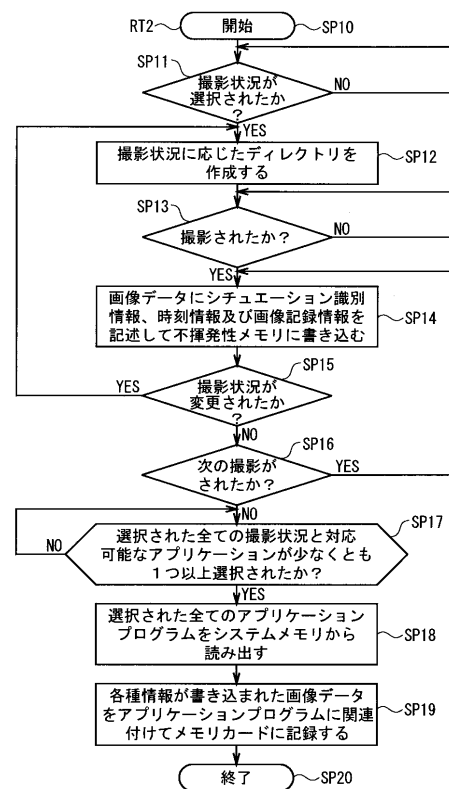 RT2
開始
SP10
SP11
撮影状況が
選択されたか
?
NO
YES
撮影状況に応じたディレクトリを
作成する
SP12
SP13
撮影されたか?
NO
YES
画像データにシチュエーション識別
情報、時刻情報及び画像記録情報を
記述して不揮発性メモリに書き込む
SP14
SP15
YES
撮影状況が
変更されたか
?
NO
SP16
次の撮影が
されたか?
YES
NO
SP17
NO
選択された全ての撮影状況と対応
可能なアプリケーションが少なくとも
1つ以上選択されたか?
YES
選択された全てのアプリケーション
プログラムをシステムメモリから
読み出す
SP18
各種情報が書き込まれた画像データ
をアプリケーションプログラムに関連
付けてメモリカードに記録する
SP19
終了
SP20